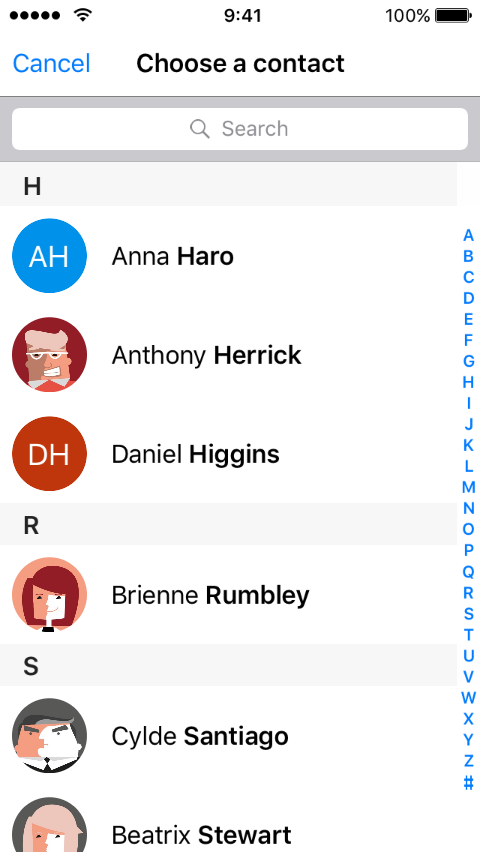 9:41 100%
Cancel Choose a contact
Search
H
AH Anna Haro
Anthony Herrick
DH Daniel Higgins
R
Brienne Rumbley
S
Cylde Santiago
Beatrix Stewart
A
B
C
D
E
F
G
H
I
J
K
L
M
N
O
P
Q
R
S
T
U
V
W
X
Y
Z
#